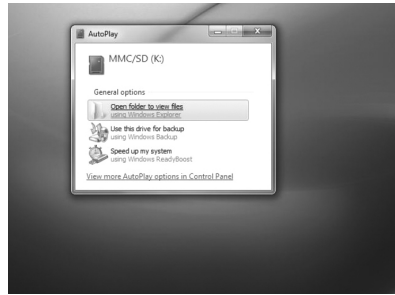 AutoPlay
MMC/SD (K:)
General options
Open folder to view files
using Windows Explorer
Use this drive for backup
using Windows Backup
Speed up my system
using Windows ReadyBoost
View more AutoPlay options in Control Panel